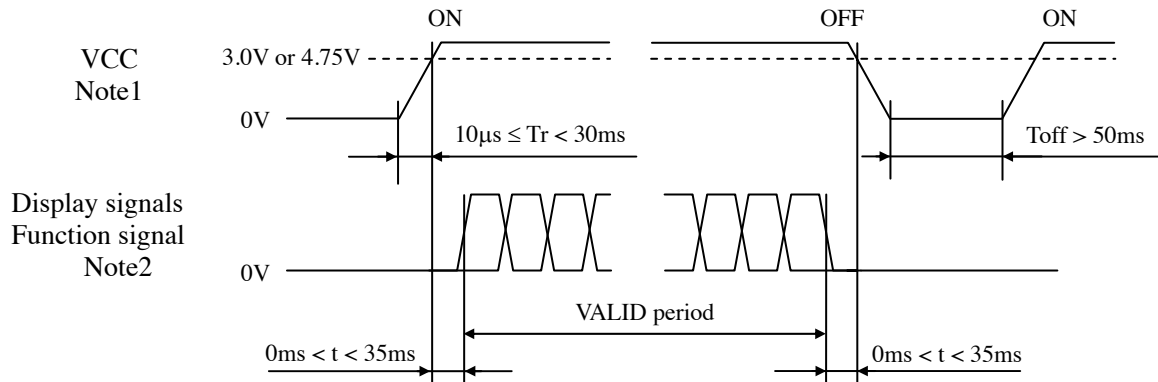 ON
OFF
ON
VCC
Note1
3.0V or 4.75V
0V
10μs ≤ Tr < 30ms
Toff > 50ms
Display signals
Function signal
Note2
0V
VALID period
0ms < t < 35ms
0ms < t < 35ms